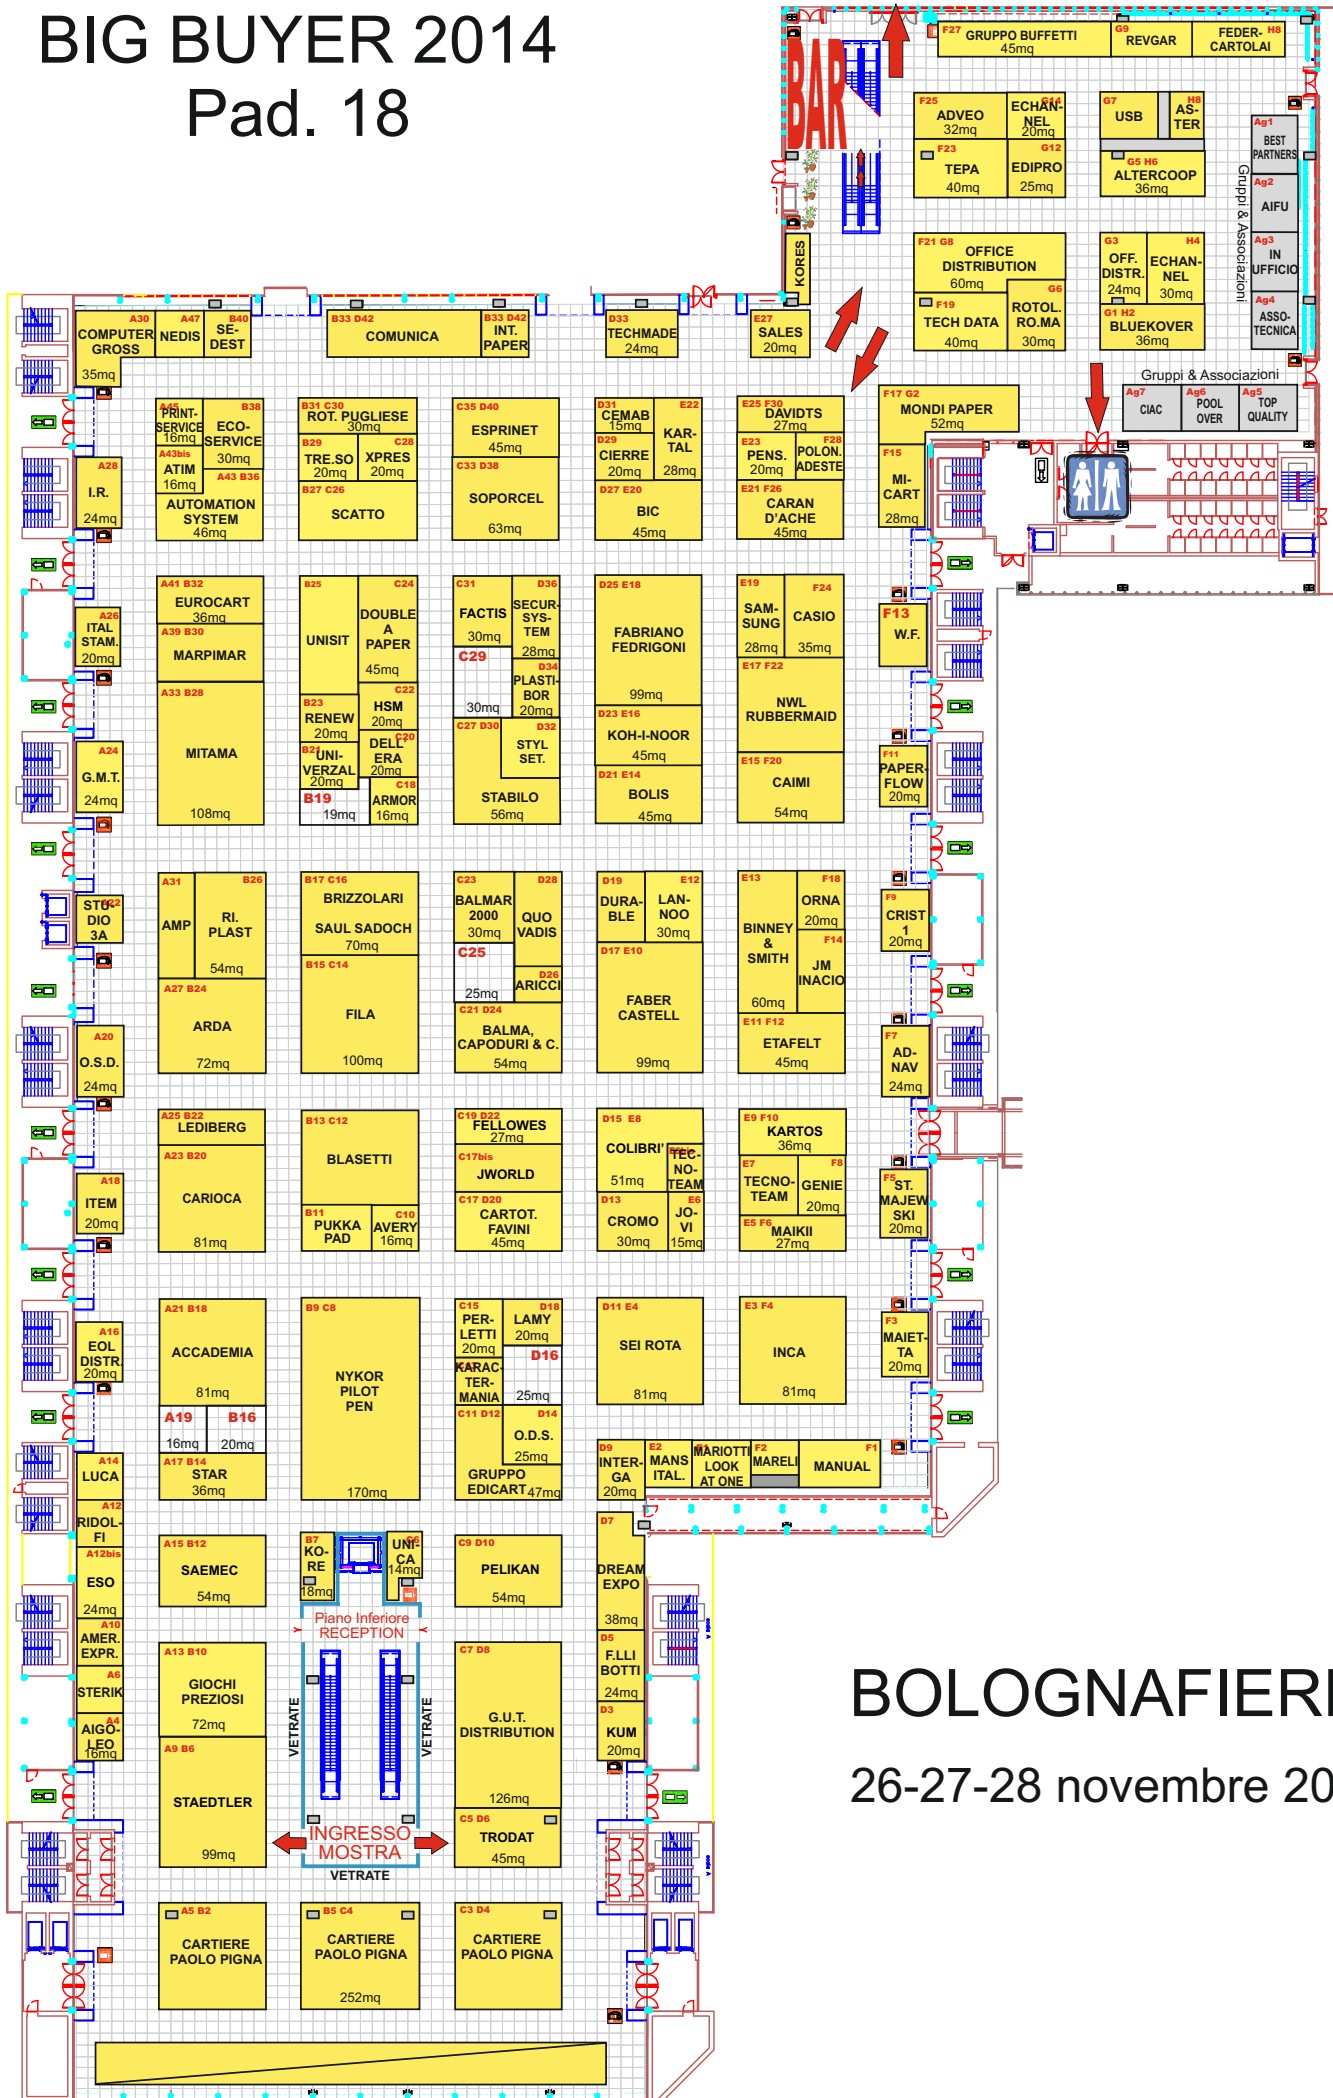 BIG BUYER 2014
Pad. 18
BAR
F27
GRUPPO BUFFETTI
45mq
G9
REVGAR
FEDER-
CARTOLAI
H8
F25
ADVEO
32mq
G14
ECHAN-
NEL
20mq
G7
USB
H8
AS-
TER
F23
TEPA
40mq
G12
EDIPRO
25mq
G5 H6
ALTERCOOP
36mq
Ag1
BEST
PARTNERS
Ag2
AIFU
Ag3
IN
UFFICIO
Ag4
ASSO-
TECNICA
Gruppi & Associazioni
KORES
F21 G8
OFFICE
DISTRIBUTION
60mq
G3
OFF.
DISTR.
24mq
H4
ECHAN-
NEL
30mq
F19
TECH DATA
40mq
G6
ROTOL.
RO.MA
30mq
G1 H2
BLUEKOVER
36mq
Gruppi & Associazioni
Ag7
CIAC
Ag6
POOL
OVER
Ag5
TOP
QUALITY
A30
COMPUTER
GROSS
35mq
A47
NEDIS
B40
SE-
DEST
B33 D42
COMUNICA
B33 D42
INT.
PAPER
D33
TECHMADE
24mq
E27
SALES
20mq
F17 G2
MONDI PAPER
52mq
F15
MI-
CART
28mq
A45
PRINT-
SERVICE
16mq
B38
ECO-
SERVICE
30mq
A43bis
ATIM
16mq
A43 B36
AUTOMATION
SYSTEM
46mq
B31 C30
ROT. PUGLIESE
30mq
B29
TRE.SO
20mq
C28
XPRES
20mq
B27 C26
SCATTO
C35 D40
ESPRINET
45mq
C33 D38
SOPORCEL
63mq
D31
CEMAB
15mq
E22
KAR-
TAL
28mq
D29
CIERRE
20mq
D27 E20
BIC
45mq
E25 F30
DAVIDTS
27mq
E23
PENS.
20mq
F28
POLON.
ADESTE
E21 F26
CARAN
D'ACHE
45mq
A28
I.R.
24mq
A26
ITAL
STAM.
20mq
A24
G.M.T.
24mq
A41 B32
EUROCART
36mq
A39 B30
MARPIMAR
A33 B28
MITAMA
108mq
B25
UNISIT
C24
DOUBLE
A
PAPER
45mq
B23
RENEW
20mq
C22
HSM
20mq
B21
UNI-
VERZAL
20mq
C20
DELL'
ERA
20mq
B19
19mq
C18
ARMOR
16mq
C31
FACTIS
30mq
D36
SECUR-
SYS-
TEM
28mq
C29
30mq
D34
PLASTI-
BOR
20mq
C27 D30
D32
STYL
SET.
STABILO
56mq
D25 E18
FABRIANO
FEDRIGONI
99mq
D23 E16
KOH-I-NOOR
45mq
D21 E14
BOLIS
45mq
E19
SAM-
SUNG
28mq
F24
CASIO
35mq
E17 F22
NWL
RUBBERMAID
E15 F20
CAIMI
54mq
F13
W.F.
F11
PAPER-
FLOW
20mq
A22
STU-
DIO
3A
A20
O.S.D.
24mq
A31
AMP
B26
RI.
PLAST
54mq
A27 B24
ARDA
72mq
B17 C16
BRIZZOLARI
SAUL SADOCH
70mq
B15 C14
FILA
100mq
C23
BALMAR
2000
30mq
D28
QUO
VADIS
C25
25mq
D26
ARICCI
C21 D24
BALMA,
CAPODURI & C.
54mq
D19
DURA-
BLE
E12
LAN-
NOO
30mq
D17 E10
FABER
CASTELL
99mq
E13
BINNEY
&
SMITH
60mq
F18
ORNA
20mq
F14
JM
INACIO
E11 F12
ETAFELT
45mq
F9
CRIST
1
20mq
F7
AD-
NAV
24mq
A18
ITEM
20mq
A25 B22
LEDIBERG
A23 B20
CARIOCA
81mq
B13 C12
BLASETTI
B11
PUKKA
PAD
C10
AVERY
16mq
C19 D22
FELLOWES
27mq
C17bis
JWORLD
C17 D20
CARTOT.
FAVINI
45mq
D15 E8
COLIBRI'
51mq
TEC-
NO-
TEAM
D13
CROMO
30mq
E6
JO-
VI
15mq
E9 F10
KARTOS
36mq
E7
TECNO-
TEAM
F8
GENIE
20mq
E5 F6
MAIKII
27mq
F5
ST.
MAJEW
SKI
20mq
A16
EOL
DISTR.
20mq
A21 B18
ACCADEMIA
81mq
A19
16mq
B16
20mq
A17 B14
STAR
36mq
B9 C8
NYKOR
PILOT
PEN
170mq
C15
PER-
LETTI
20mq
D18
LAMY
20mq
KARAC-
TER-
MANIA
D16
25mq
C11 D12
D14
O.D.S.
25mq
GRUPPO
EDICART
47mq
D11 E4
SEI ROTA
81mq
E3 F4
INCA
81mq
F3
MAIET-
TA
20mq
D9
INTER-
GA
20mq
E2
MANS
ITAL.
E1
MARIOTTI
LOOK
AT ONE
F2
MARELI
F1
MANUAL
A14
LUCA
A12
RIDOL-
FI
A12bis
ESO
24mq
A10
AMER.
EXPR.
A6
STERIK
A4
AIGO-
LEO
16mq
A15 B12
SAEMEC
54mq
B7
KO-
RE
18mq
C6
UNI-
CA
14mq
C9 D10
PELIKAN
54mq
D7
DREAM
EXPO
38mq
D5
F.LLI
BOTTI
24mq
D3
KUM
20mq
Piano Inferiore
RECEPTION
VETRATE
VETRATE
A13 B10
GIOCHI
PREZIOSI
72mq
A9 B6
STAEDTLER
99mq
C7 D8
G.U.T.
DISTRIBUTION
126mq
C5 D6
TRODAT
45mq
INGRESSO
MOSTRA
VETRATE
A5 B2
CARTIERE
PAOLO PIGNA
B5 C4
CARTIERE
PAOLO PIGNA
252mq
C3 D4
CARTIERE
PAOLO PIGNA
BOLOGNAFIERE
26-27-28 novembre 20